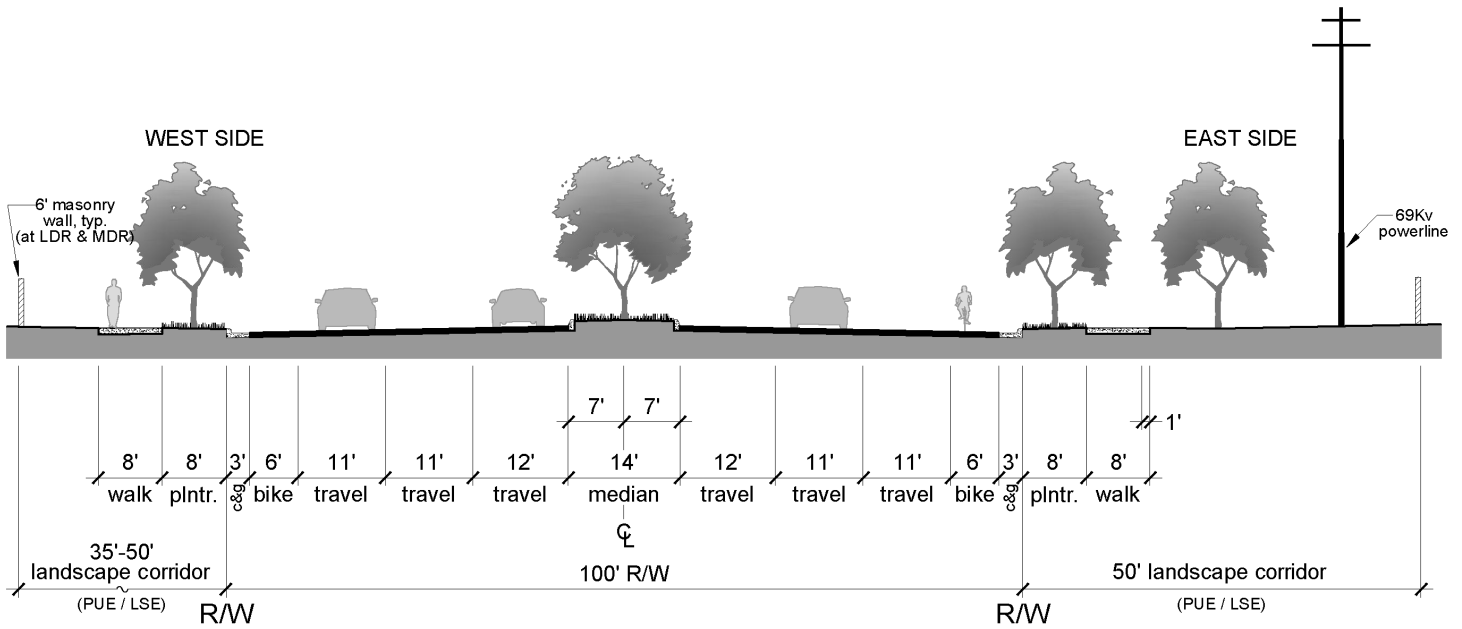 WEST SIDE
EAST SIDE
6' masonry
wall, typ.
(at LDR & MDR)
69Kv
powerline
7' 7'
1'
8' 8' 3' 6' 11' 11' 12' 14' 12' 11' 11' 6' 3' 8' 8'
walk plntr. c&g bike travel travel travel median travel travel travel bike c&g plntr. walk
CL
35'-50'
landscape corridor
(PUE / LSE)
100' R/W
50' landscape corridor
(PUE / LSE)
R/W R/W